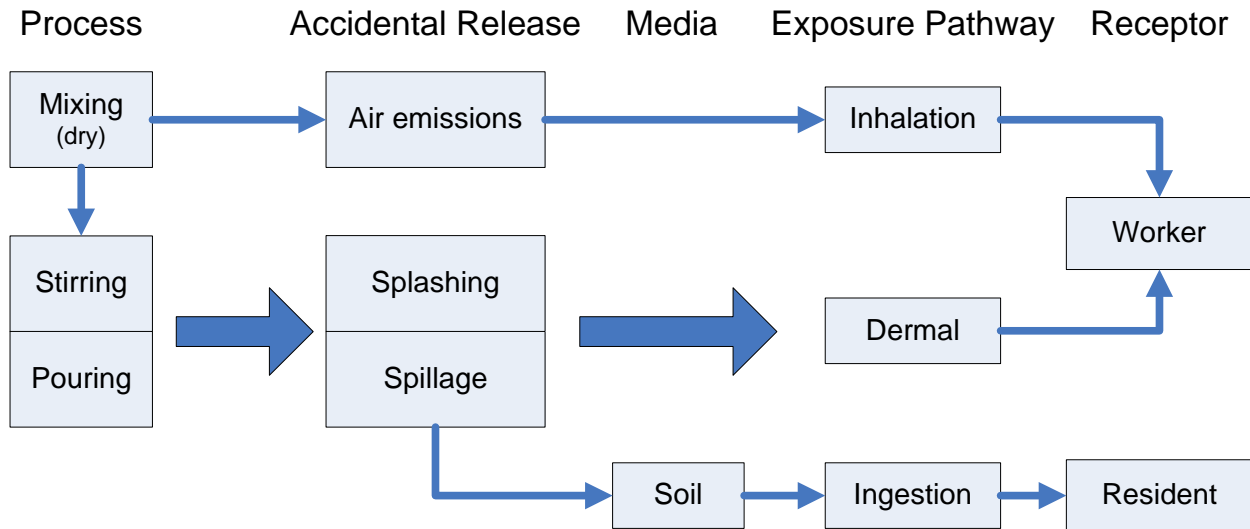 Process Accidental Release Media Exposure Pathway Receptor
Mixing
(dry)
Air emissions
Inhalation
Worker
Stirring
Splashing
Dermal
Pouring
Spillage
Soil
Ingestion
Resident